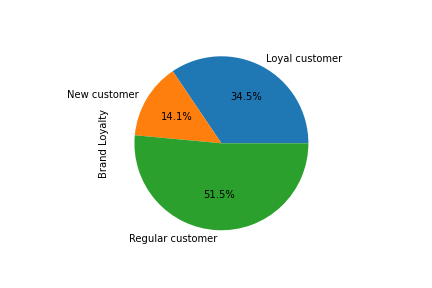 Loyal customer
34.5%
New customer
14.1%
Brand Loyalty
51.5%
Regular customer